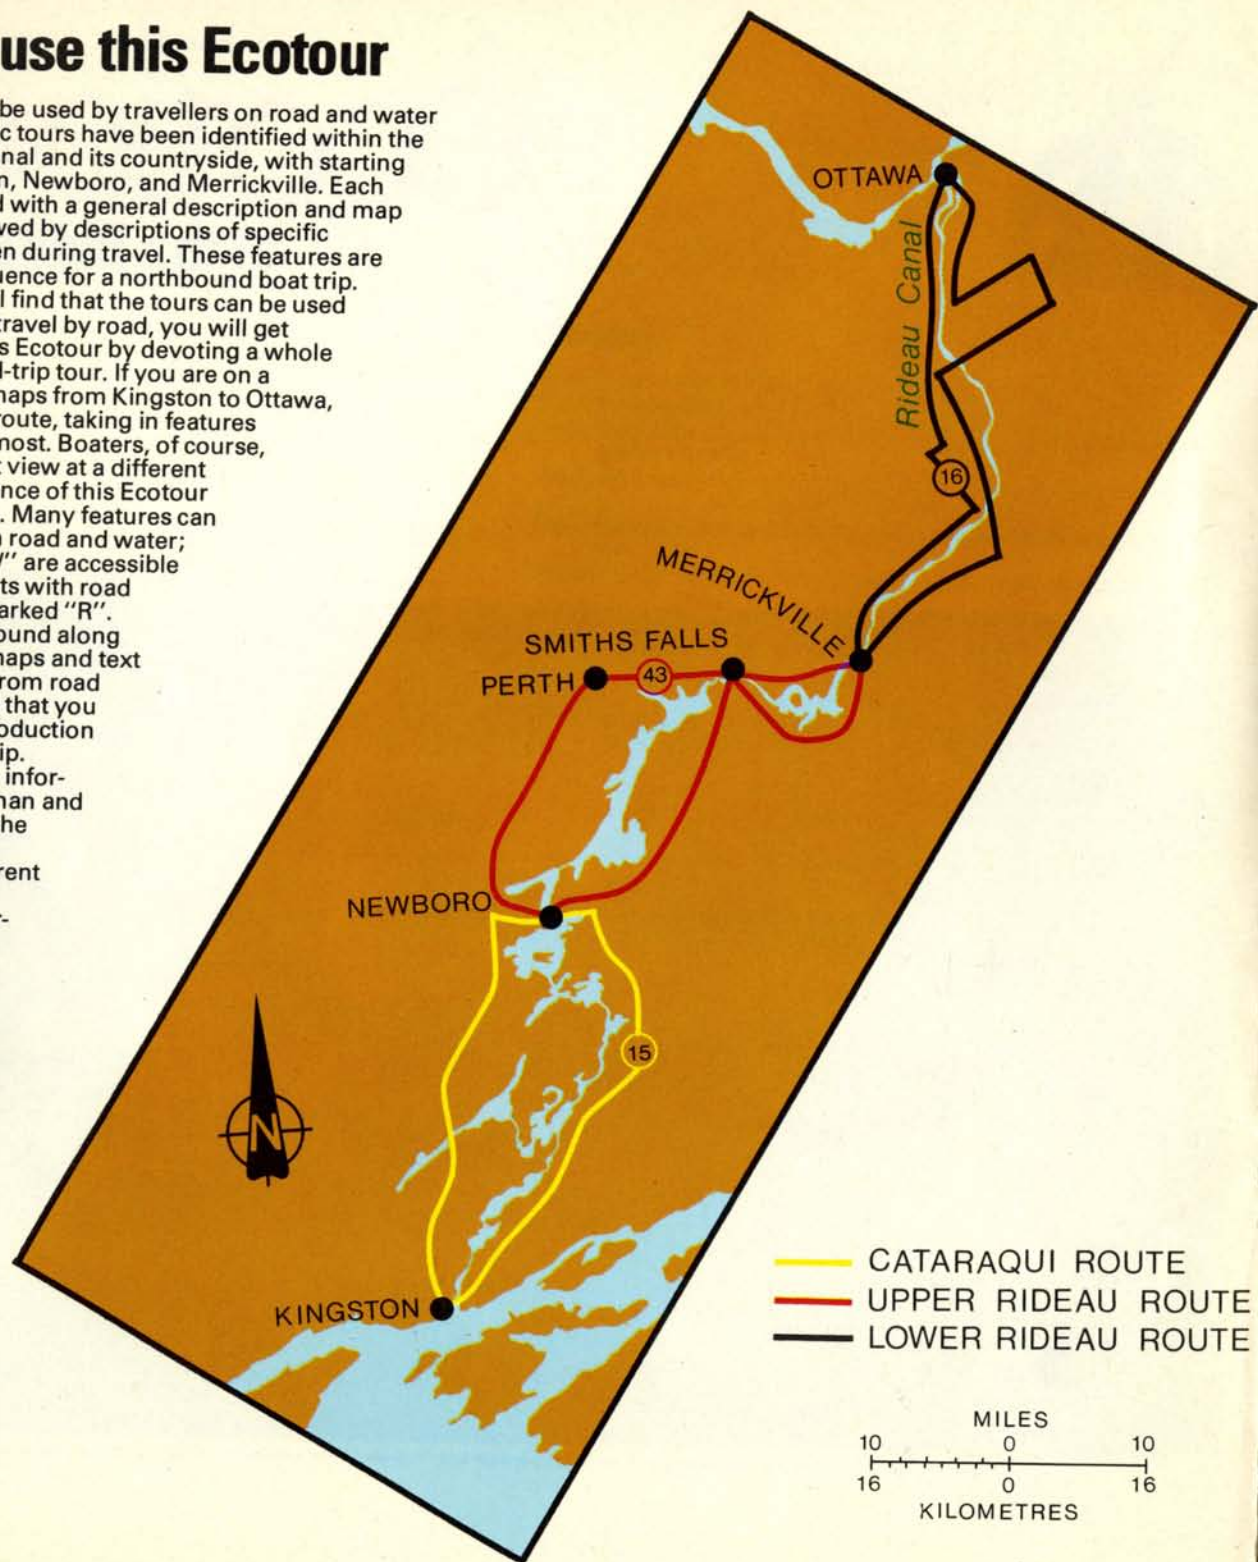 use this Ecotour
be used by travellers on road and water
c tours have been identified within the
nal and its countryside, with starting
n, Newboro, and Merrickville. Each
d with a general description and map
ved by descriptions of specific
en during travel. These features are
uence for a northbound boat trip.
l find that the tours can be used
travel by road, you will get
s Ecotour by devoting a whole
l-trip tour. If you are on a
naps from Kingston to Ottawa,
route, taking in features
most. Boaters, of course,
t view at a different
nce of this Ecotour
. Many features can
n road and water;
" are accessible
ts with road
arked "R".
ound along
naps and text
rom road
that you
oduction
ip.
infor-
nan and
he
rent
r-
OTTAWA
Rideau Canal
16
MERRICKVILLE
SMITHS FALLS
PERTH
43
NEWBORO
15
N
KINGSTON
CATARAQUI ROUTE
UPPER RIDEAU ROUTE
LOWER RIDEAU ROUTE
MILES
10 0 10
16 0 16
KILOMETRES